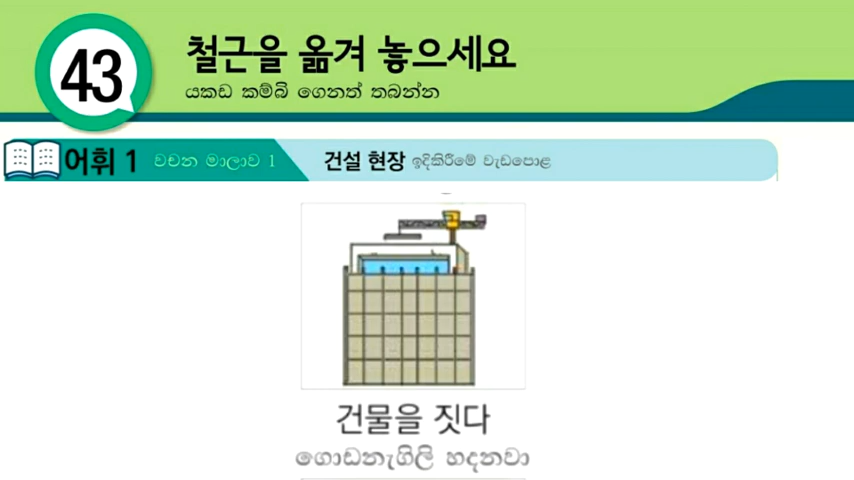 43
철근을 옮겨 놓으세요
යකඩ කම්බි ගෙනත් තබන්න
어휘 1 වචන මාලාව 1 건설 현장 ඉදිකිරීමේ වැඩපොළ
건물을 짓다
ගොඩනැගිලි හදනවා